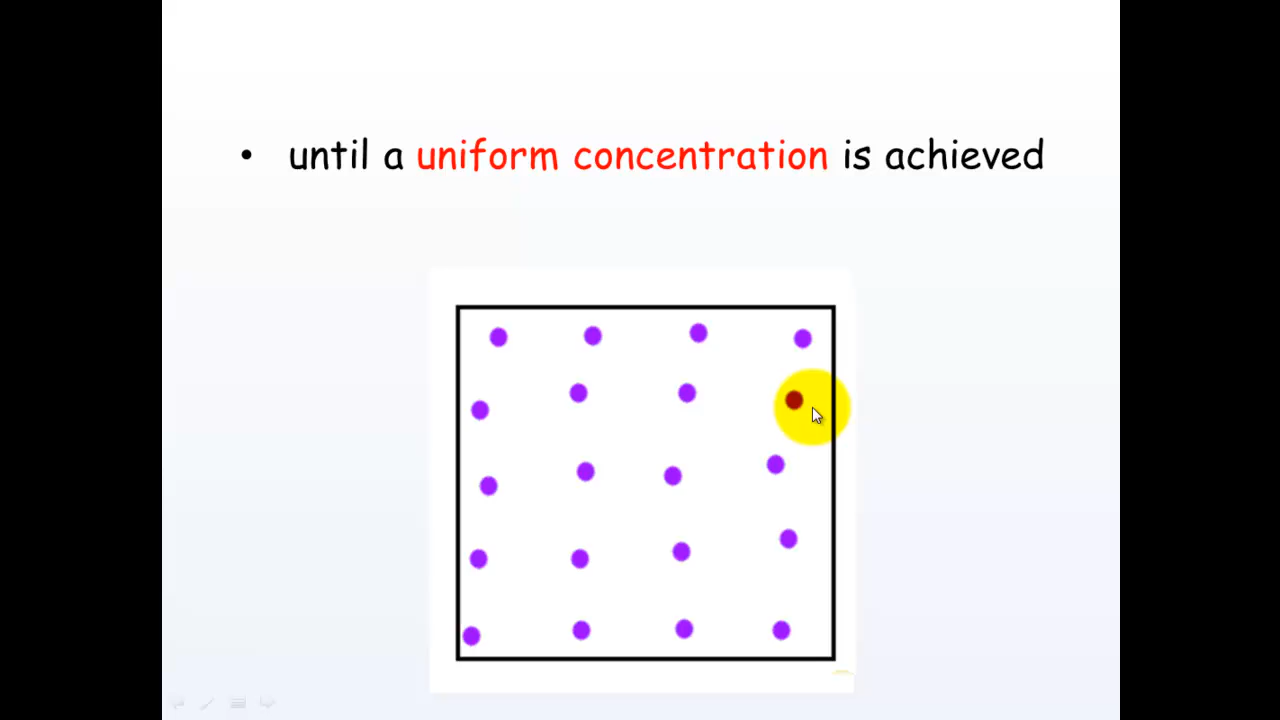 • until a uniform concentration is achieved